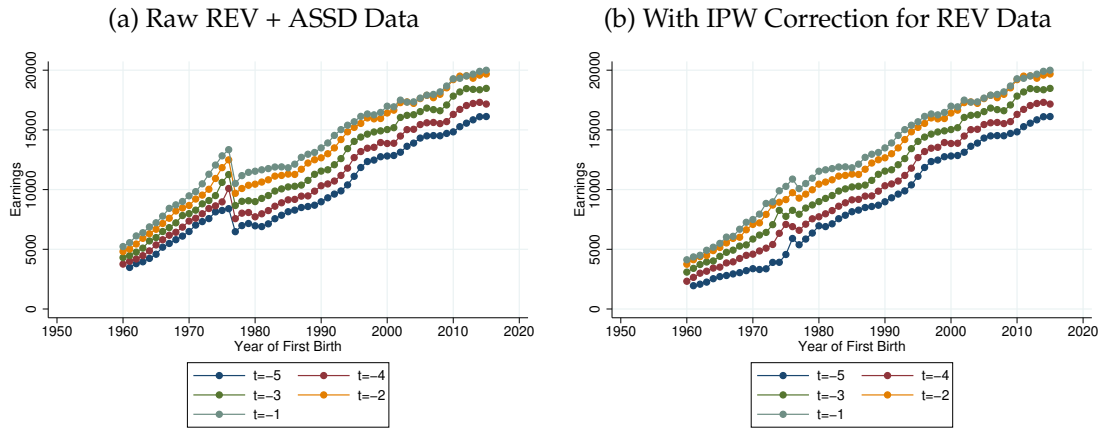 (a) Raw REV + ASSD Data
Earnings
20000
15000
10000
5000
0
1950 1960 1970 1980 1990 2000 2010 2020
Year of First Birth
t=−5 t=−4
t=−3 t=−2
t=−1
(b) With IPW Correction for REV Data
Earnings
20000
15000
10000
5000
0
1950 1960 1970 1980 1990 2000 2010 2020
Year of First Birth
t=−5 t=−4
t=−3 t=−2
t=−1